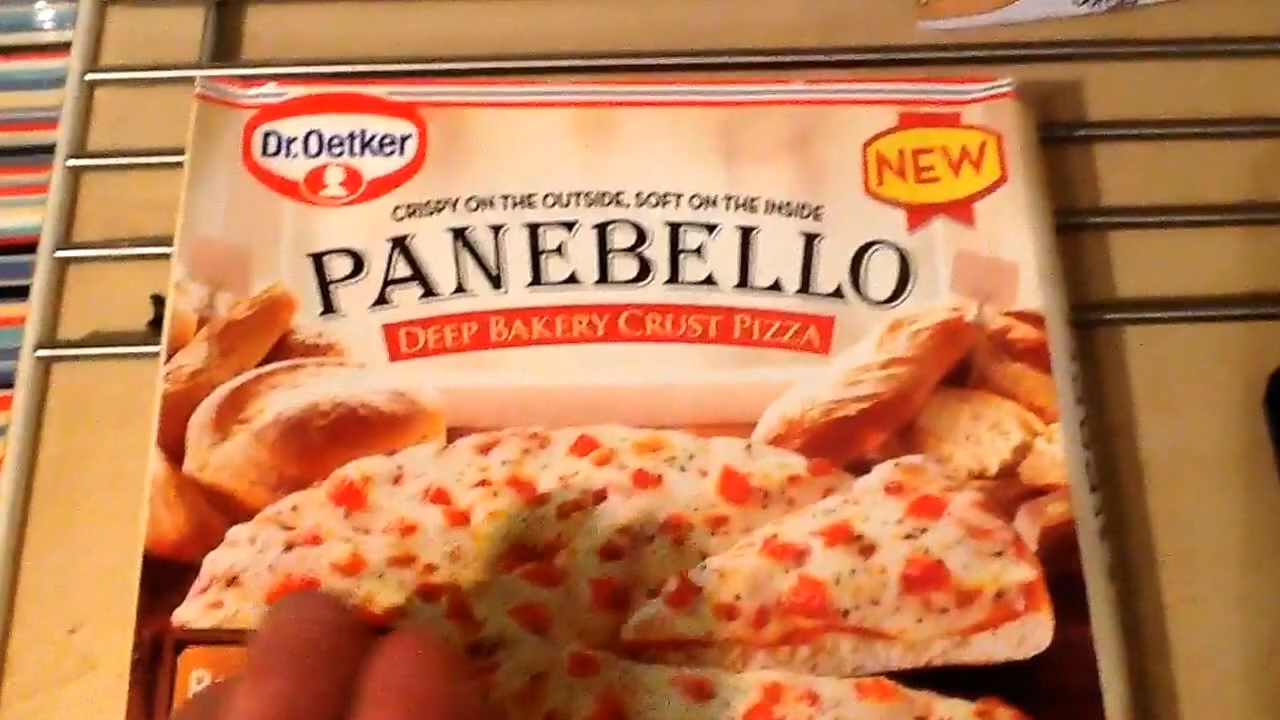 Dr.Oetker
NEW
CRISPY ON THE OUTSIDE, SOFT ON THE INSIDE
PANEBELLO
DEEP BAKERY CRUST PIZZA